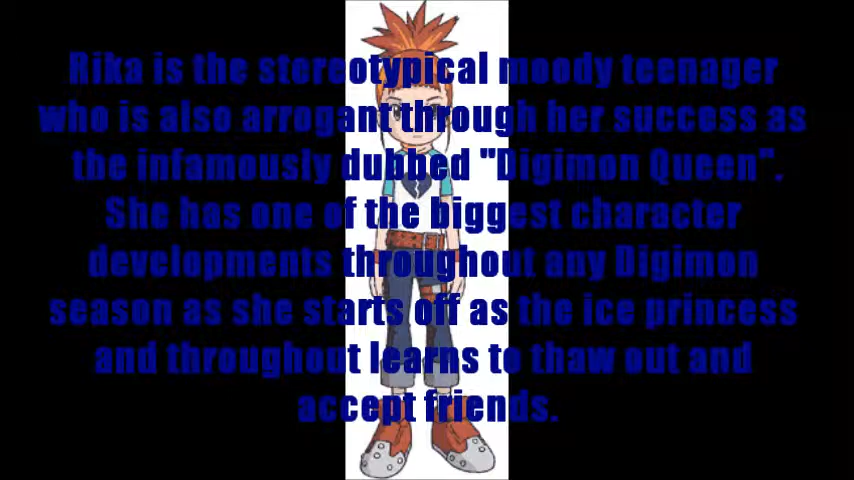 Rika is the stereotypical moody teenager
who is also arrogant through her success as
the infamously dubbed "Digimon Queen".
She has one of the biggest character
developments throughout any Digimon
season as she starts off as the ice princess
and throughout learns to thaw out and
accept friends.